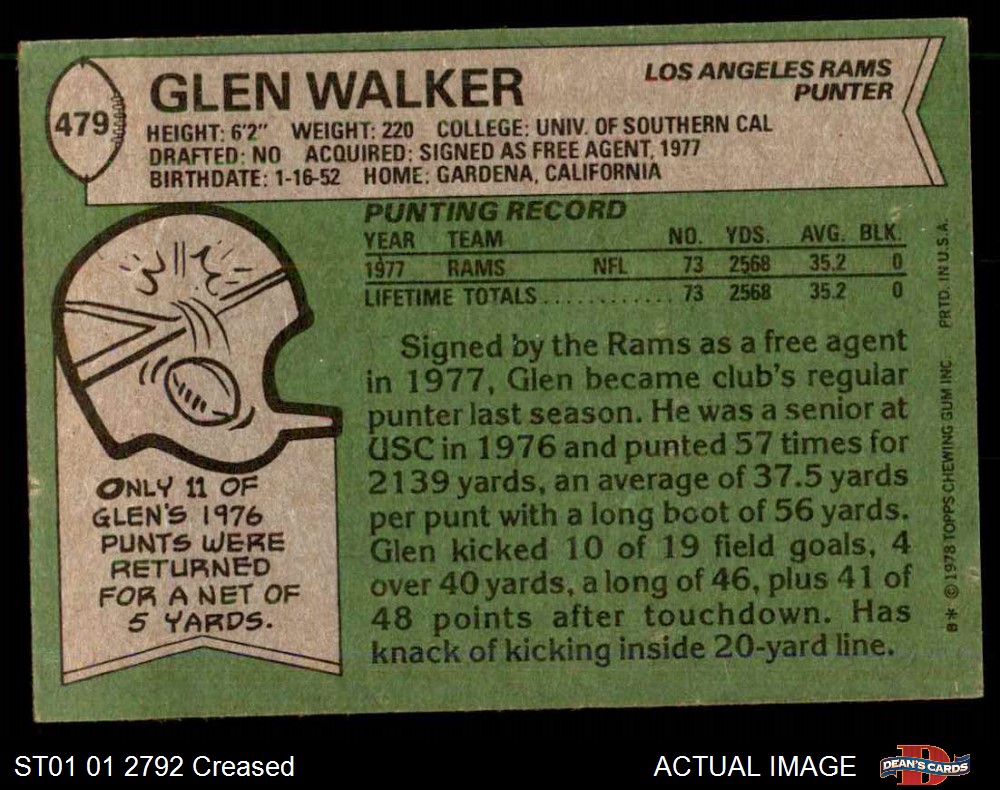 479
GLEN WALKER
LOS ANGELES RAMS
PUNTER
HEIGHT: 6'2" WEIGHT: 220 COLLEGE: UNIV. OF SOUTHERN CAL
DRAFTED: NO ACQUIRED: SIGNED AS FREE AGENT, 1977
BIRTHDATE: 1-16-52 HOME: GARDENA, CALIFORNIA
PUNTING RECORD
YEAR TEAM NO. YDS. AVG. BLK.
1977 RAMS NFL 73 2568 35.2 0
LIFETIME TOTALS............ 73 2568 35.2 0
Signed by the Rams as a free agent
in 1977, Glen became club's regular
punter last season. He was a senior at
USC in 1976 and punted 57 times for
2139 yards, an average of 37.5 yards
per punt with a long boot of 56 yards.
Glen kicked 10 of 19 field goals, 4
over 40 yards, a long of 46, plus 41 of
48 points after touchdown. Has
knack of kicking inside 20-yard line.
ONLY 11 OF
GLEN'S 1976
PUNTS WERE
RETURNED
FOR A NET OF
5 YARDS.
B* © 1978 TOPPS CHEWING GUM INC PRTD. IN U.S.A.
ST01 01 2792 Creased
ACTUAL IMAGE
DEAN'S CARDS